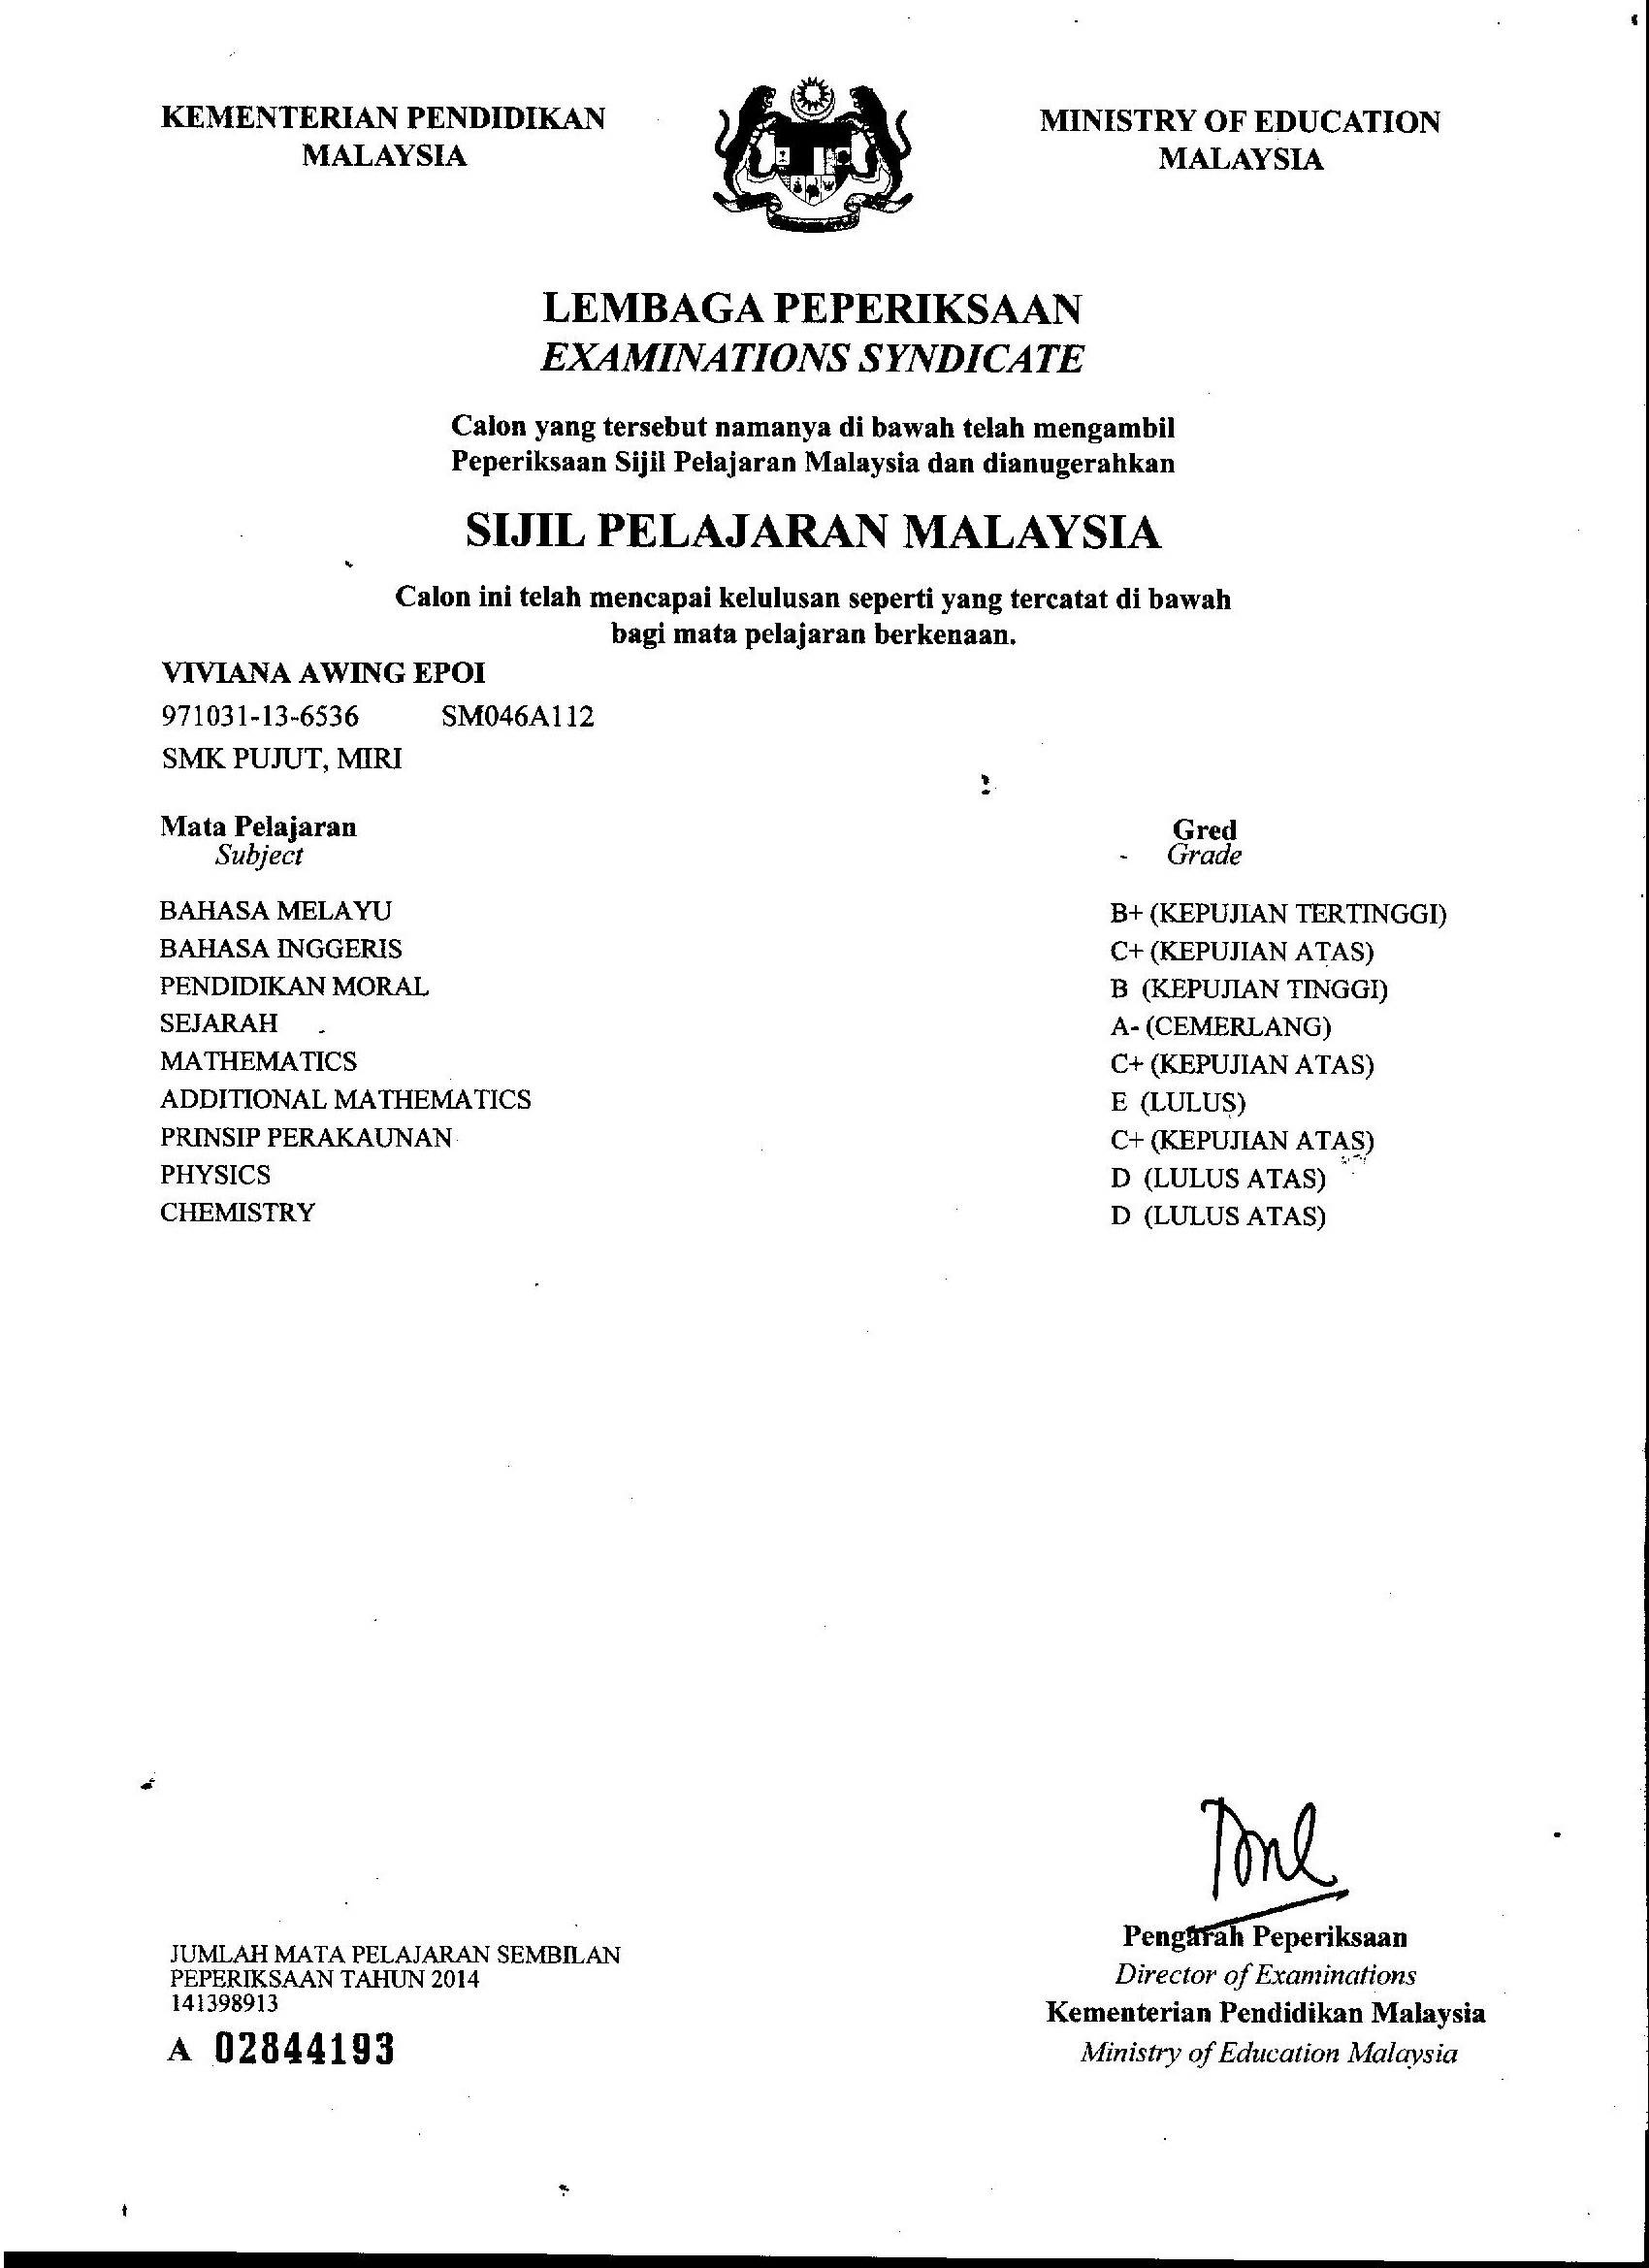 KEMENTERIAN PENDIDIKAN
MALAYSIA
MINISTRY OF EDUCATION
MALAYSIA
LEMBAGA PEPERIKSAAN
EXAMINATIONS SYNDICATE
Calon yang tersebut namanya di bawah telah mengambil
Peperiksaan Sijil Pelajaran Malaysia dan dianugerahkan
SIJIL PELAJARAN MALAYSIA
Calon ini telah mencapai kelulusan seperti yang tercatat di bawah
bagi mata pelajaran berkenaan.
VIVIANA AWING EPOI
971031-13-6536 SM046A112
SMK PUJUT, MIRI
Mata Pelajaran Gred
Subject Grade
BAHASA MELAYU B+ (KEPUJIAN TERTINGGI)
BAHASA INGGERIS C+ (KEPUJIAN ATAS)
PENDIDIKAN MORAL B (KEPUJIAN TINGGI)
SEJARAH A- (CEMERLANG)
MATHEMATICS C+ (KEPUJIAN ATAS)
ADDITIONAL MATHEMATICS E (LULUS)
PRINSIP PERAKAUNAN C+ (KEPUJIAN ATAS)
PHYSICS D (LULUS ATAS)
CHEMISTRY D (LULUS ATAS)
JUMLAH MATA PELAJARAN SEMBILAN
PEPERIKSAAN TAHUN 2014
141398913
A 02844193
Pengarah Peperiksaan
Director of Examinations
Kementerian Pendidikan Malaysia
Ministry of Education Malaysia